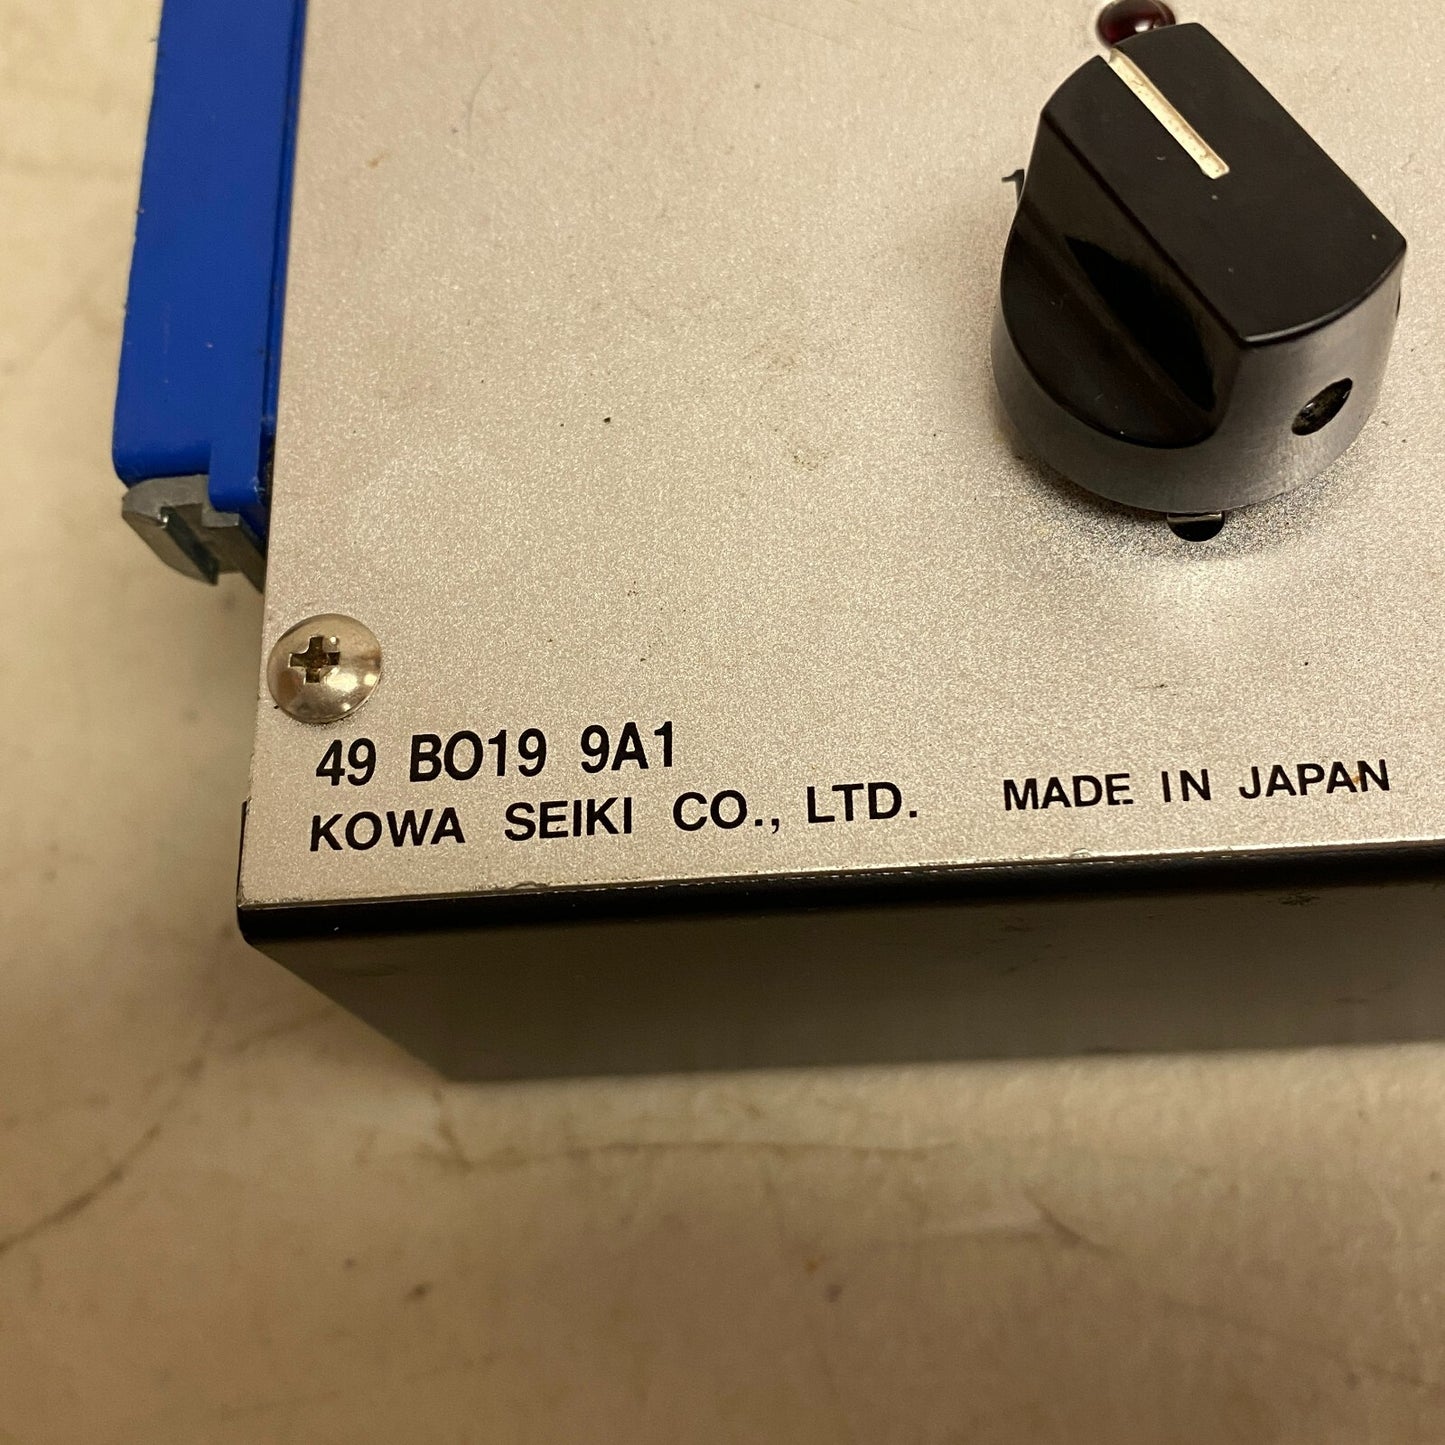 49 BO19 9A1
KOWA SEIKI CO., LTD. MADE IN JAPAN